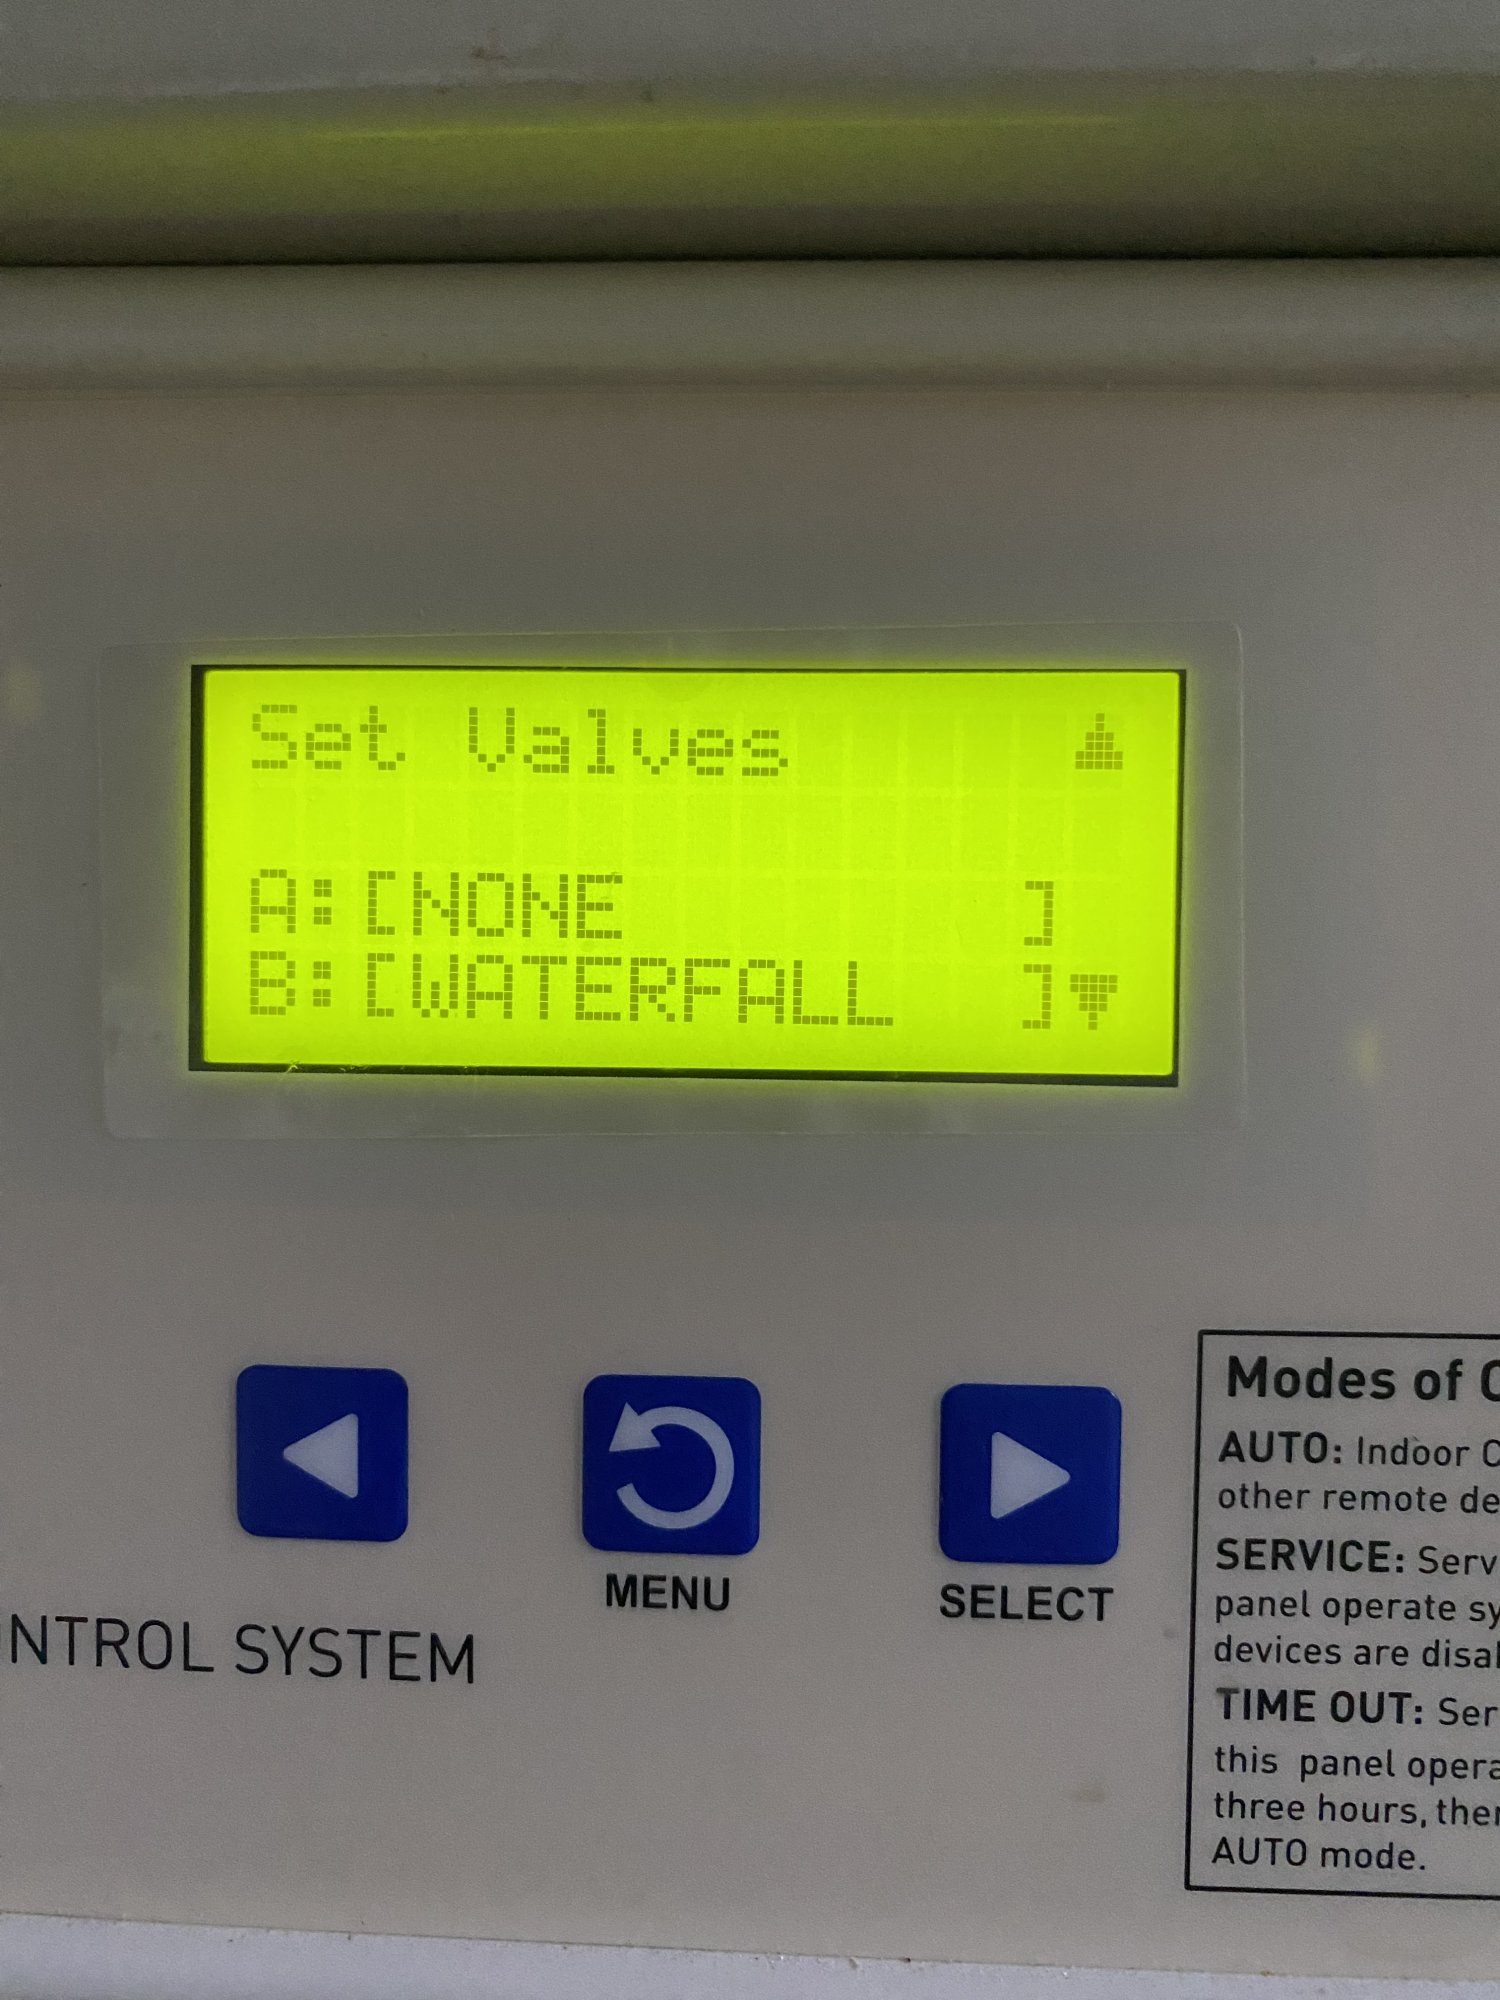 Set Valves ▲
A:[NONE ]
B:[WATERFALL ]▼
MENU
SELECT
NTROL SYSTEM
Modes of
AUTO: Indoor
other remote
SERVICE:
panel operate
devices are
TIME OUT:
this panel
three hours,
AUTO mode.